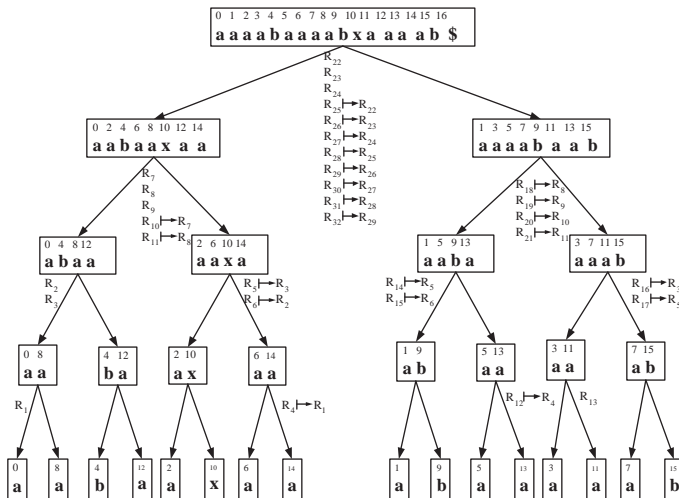 0 1 2 3 4 5 6 7 8 9 10 11 12 13 14 15 16
a a a a b a a a a b x a a a a b $
R22
R23
R24
R25 ↦ R22
R26 ↦ R23
R27 ↦ R24
R28 ↦ R25
R29 ↦ R26
R30 ↦ R27
R31 ↦ R28
R32 ↦ R29
0 2 4 6 8 10 12 14
a a b a a x a a
1 3 5 7 9 11 13 15
a a a a b a a b
R7
R8
R9
R10 ↦ R7
R11 ↦ R8
R18 ↦ R8
R19 ↦ R9
R20 ↦ R10
R21 ↦ R11
0 4 8 12
a b a a
2 6 10 14
a a x a
1 5 9 13
a a b a
3 7 11 15
a a a b
R2
R3
R5 ↦ R3
R6 ↦ R2
R14 ↦ R5
R15 ↦ R6
R16 ↦ R3
R17 ↦ R5
0 8
a a
4 12
b a
2 10
a x
6 14
a a
1 9
a b
5 13
a a
3 11
a a
7 15
a b
R1
R4 ↦ R1
R12 ↦ R4
R13
0
a
8
a
4
b
12
a
2
a
10
x
6
a
14
a
1
a
9
b
5
a
13
a
3
a
11
a
7
a
15
b